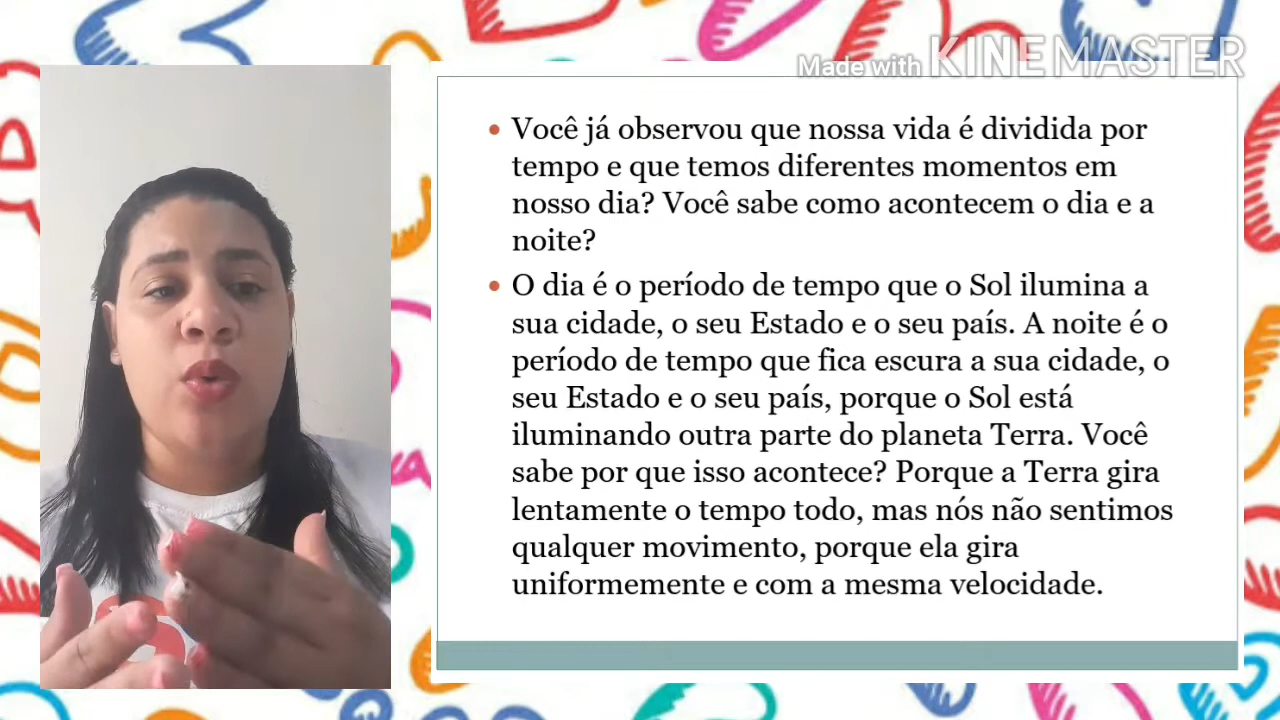 Made with KINEMASTER
Você já observou que nossa vida é dividida por
tempo e que temos diferentes momentos em
nosso dia? Você sabe como acontecem o dia e a
noite?
O dia é o período de tempo que o Sol ilumina a
sua cidade, o seu Estado e o seu país. A noite é o
período de tempo que fica escura a sua cidade, o
seu Estado e o seu país, porque o Sol está
iluminando outra parte do planeta Terra. Você
sabe por que isso acontece? Porque a Terra gira
lentamente o tempo todo, mas nós não sentimos
qualquer movimento, porque ela gira
uniformemente e com a mesma velocidade.